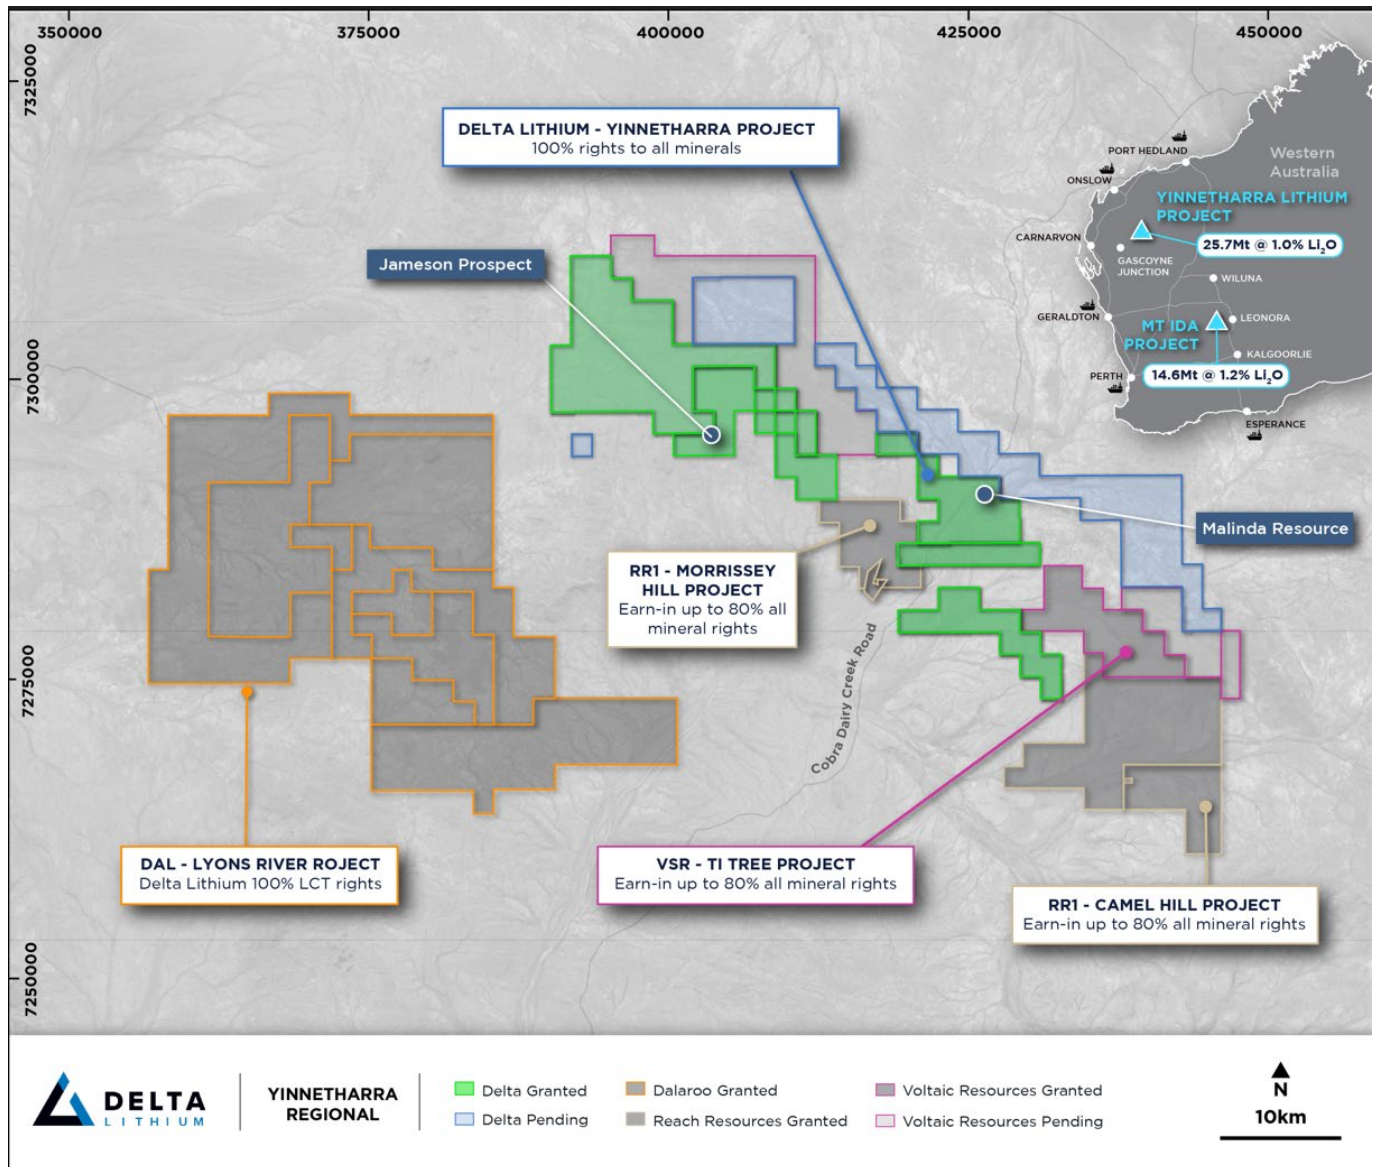 350000
375000
400000
425000
450000
7325000
7300000
7275000
7250000
DELTA LITHIUM - YINNETHARRA PROJECT
100% rights to all minerals
Jameson Prospect
Western
Australia
PORT HEDLAND
ONSLOW
YINNETHARRA LITHIUM
PROJECT
25.7Mt @ 1.0% Li₂O
CARNARVON
GASCOYNE
JUNCTION
WILUNA
GERALDTON
MT IDA
PROJECT
LEONORA
KALGOORLIE
14.6Mt @ 1.2% Li₂O
PERTH
ESPERANCE
Malinda Resource
RR1 - MORRISSEY
HILL PROJECT
Earn-in up to 80% all
mineral rights
Cobra Dairy Creek Road
DAL - LYONS RIVER ROJECT
Delta Lithium 100% LCT rights
VSR - TI TREE PROJECT
Earn-in up to 80% all mineral rights
RR1 - CAMEL HILL PROJECT
Earn-in up to 80% all mineral rights
DELTA
LITHIUM
YINNETHARRA
REGIONAL
Delta Granted
Delta Pending
Dalaroo Granted
Reach Resources Granted
Voltaic Resources Granted
Voltaic Resources Pending
N
10km